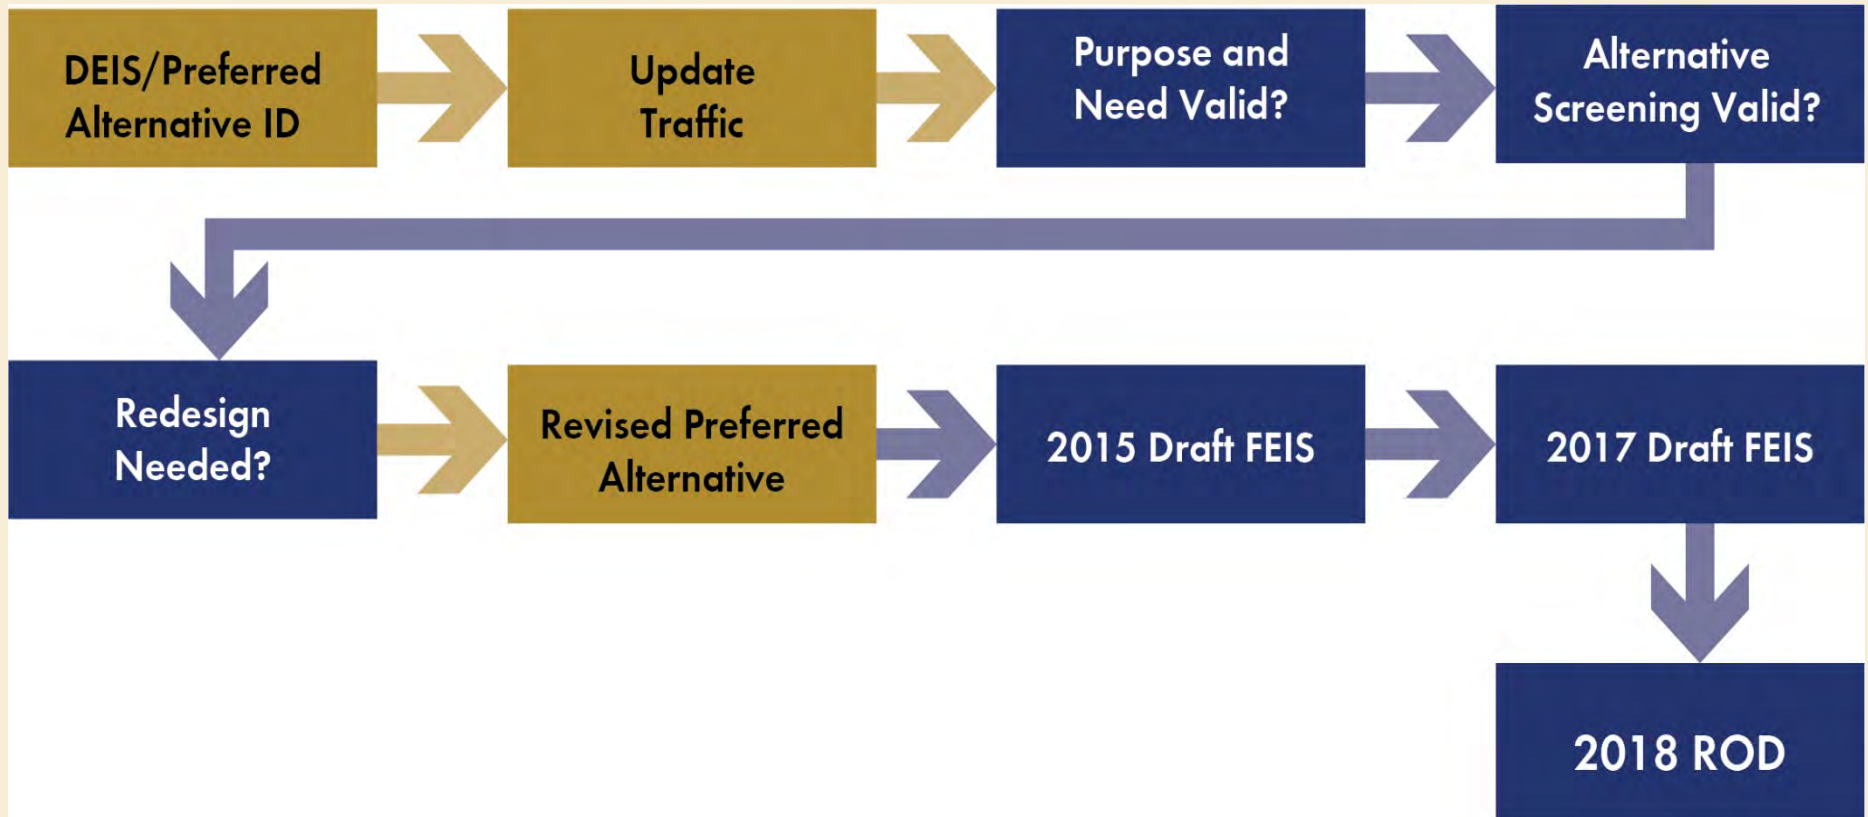 DEIS/Preferred
Alternative ID
Update
Traffic
Purpose and
Need Valid?
Alternative
Screening Valid?
Redesign
Needed?
Revised Preferred
Alternative
2015 Draft FEIS
2017 Draft FEIS
2018 ROD